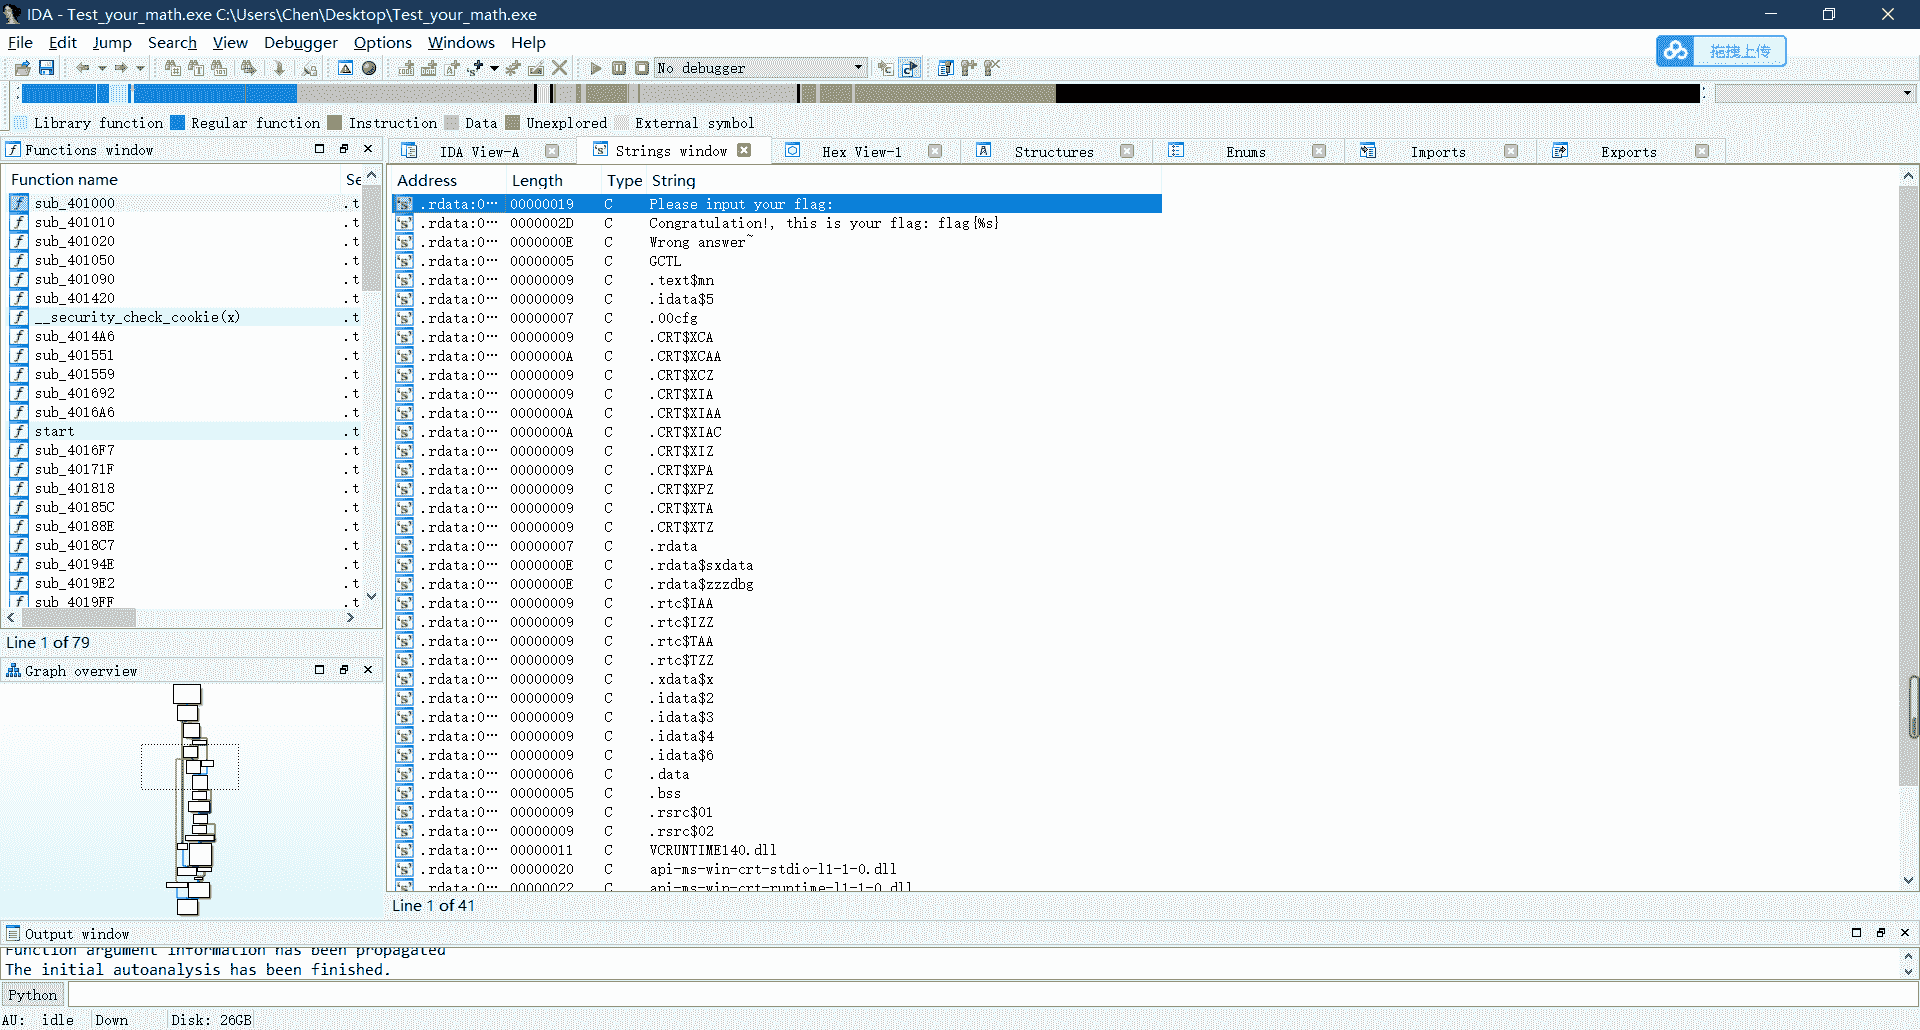 IDA - Test_your_math.exe C:\Users\Chen\Desktop\Test_your_math.exe
File Edit Jump Search View Debugger Options Windows Help
拖拽上传
No debugger
Library function Regular function Instruction Data Unexplored External symbol
Functions window
IDA View-A Strings window Hex View-1 Structures Enums Imports Exports
Function name Se
sub_401000 .t
sub_401010 .t
sub_401020 .t
sub_401050 .t
sub_401090 .t
sub_401420 .t
__security_check_cookie(x) .t
sub_4014A6 .t
sub_401551 .t
sub_401559 .t
sub_401692 .t
sub_4016A6 .t
start .t
sub_4016F7 .t
sub_40171F .t
sub_401818 .t
sub_40185C .t
sub_40188E .t
sub_4018C7 .t
sub_40194E .t
sub_4019E2 .t
sub_4019FF .t
Line 1 of 79
Graph overview
Address Length Type String
.rdata:0··· 00000019 C Please input your flag:
.rdata:0··· 0000002D C Congratulation!, this is your flag: flag{%s}
.rdata:0··· 0000000E C Wrong answer~
.rdata:0··· 00000005 C GCTL
.rdata:0··· 00000009 C .text$mn
.rdata:0··· 00000009 C .idata$5
.rdata:0··· 00000007 C .00cfg
.rdata:0··· 00000009 C .CRT$XCA
.rdata:0··· 0000000A C .CRT$XCAA
.rdata:0··· 00000009 C .CRT$XCZ
.rdata:0··· 00000009 C .CRT$XIA
.rdata:0··· 0000000A C .CRT$XIAA
.rdata:0··· 0000000A C .CRT$XIAC
.rdata:0··· 00000009 C .CRT$XIZ
.rdata:0··· 00000009 C .CRT$XPA
.rdata:0··· 00000009 C .CRT$XPZ
.rdata:0··· 00000009 C .CRT$XTA
.rdata:0··· 00000009 C .CRT$XTZ
.rdata:0··· 00000007 C .rdata
.rdata:0··· 0000000E C .rdata$sxdata
.rdata:0··· 0000000E C .rdata$zzzdbg
.rdata:0··· 00000009 C .rtc$IAA
.rdata:0··· 00000009 C .rtc$IZZ
.rdata:0··· 00000009 C .rtc$TAA
.rdata:0··· 00000009 C .rtc$TZZ
.rdata:0··· 00000009 C .xdata$x
.rdata:0··· 00000009 C .idata$2
.rdata:0··· 00000009 C .idata$3
.rdata:0··· 00000009 C .idata$4
.rdata:0··· 00000009 C .idata$6
.rdata:0··· 00000006 C .data
.rdata:0··· 00000005 C .bss
.rdata:0··· 00000009 C .rsrc$01
.rdata:0··· 00000009 C .rsrc$02
.rdata:0··· 00000011 C VCRUNTIME140.dll
.rdata:0··· 00000020 C api-ms-win-crt-stdio-l1-1-0.dll
.rdata:0··· 00000022 C api-ms-win-crt-runtime-l1-1-0.dll
Line 1 of 41
Output window
Function argument information has been propagated
The initial autoanalysis has been finished.
Python
AU: idle Down Disk: 26GB